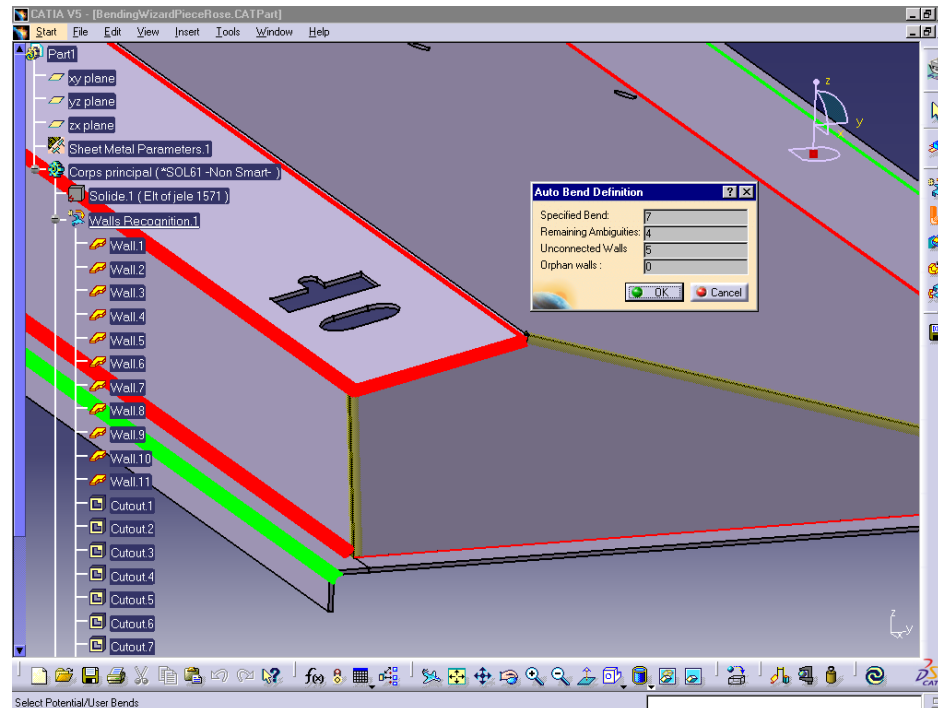 CATIA V5 - [BendingWizardPieceRose.CATPart]
Start File Edit View Insert Tools Window Help
Part1
xy plane
yz plane
zx plane
Sheet Metal Parameters.1
Corps principal (*SOL61 -Non Smart- )
Solide.1 ( Elt of jele 1571 )
Walls Recognition.1
Wall.1
Wall.2
Wall.3
Wall.4
Wall.5
Wall.6
Wall.7
Wall.8
Wall.9
Wall.10
Wall.11
Cutout.1
Cutout.2
Cutout.3
Cutout.4
Cutout.5
Cutout.6
Cutout.7
z
y
x
Auto Bend Definition
Specified Bend: 7
Remaining Ambiguities: 4
Unconnected Walls 5
Orphan walls : 0
OK Cancel
z
x y
f(x)
CAT
Select Potential/User Bends